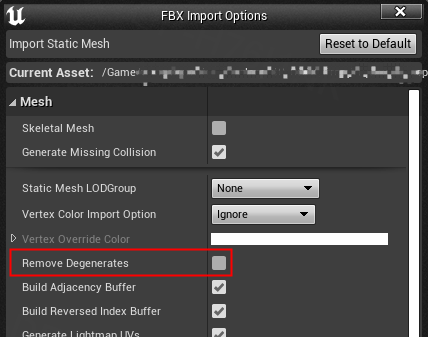 FBX Import Options
Import Static Mesh
Reset to Default
Current Asset: /Game
Mesh
Skeletal Mesh
Generate Missing Collision
Static Mesh LODGroup None
Vertex Color Import Option Ignore
Vertex Override Color
Remove Degenerates
Build Adjacency Buffer
Build Reversed Index Buffer
Generate Lightmap UVs